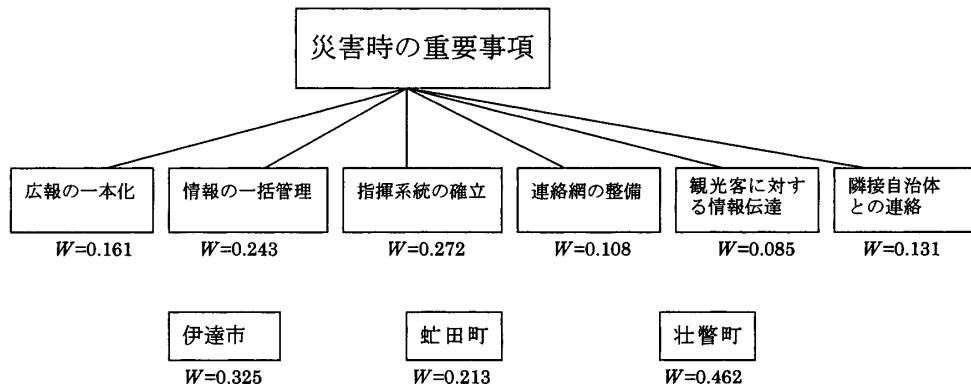 災害時の重要事項
広報の一本化
情報の一括管理
指揮系統の確立
連絡網の整備
観光客に対す
る情報伝達
隣接自治体
との連絡
W=0.161
W=0.243
W=0.272
W=0.108
W=0.085
W=0.131
伊達市
虻田町
壮瞥町
W=0.325
W=0.213
W=0.462